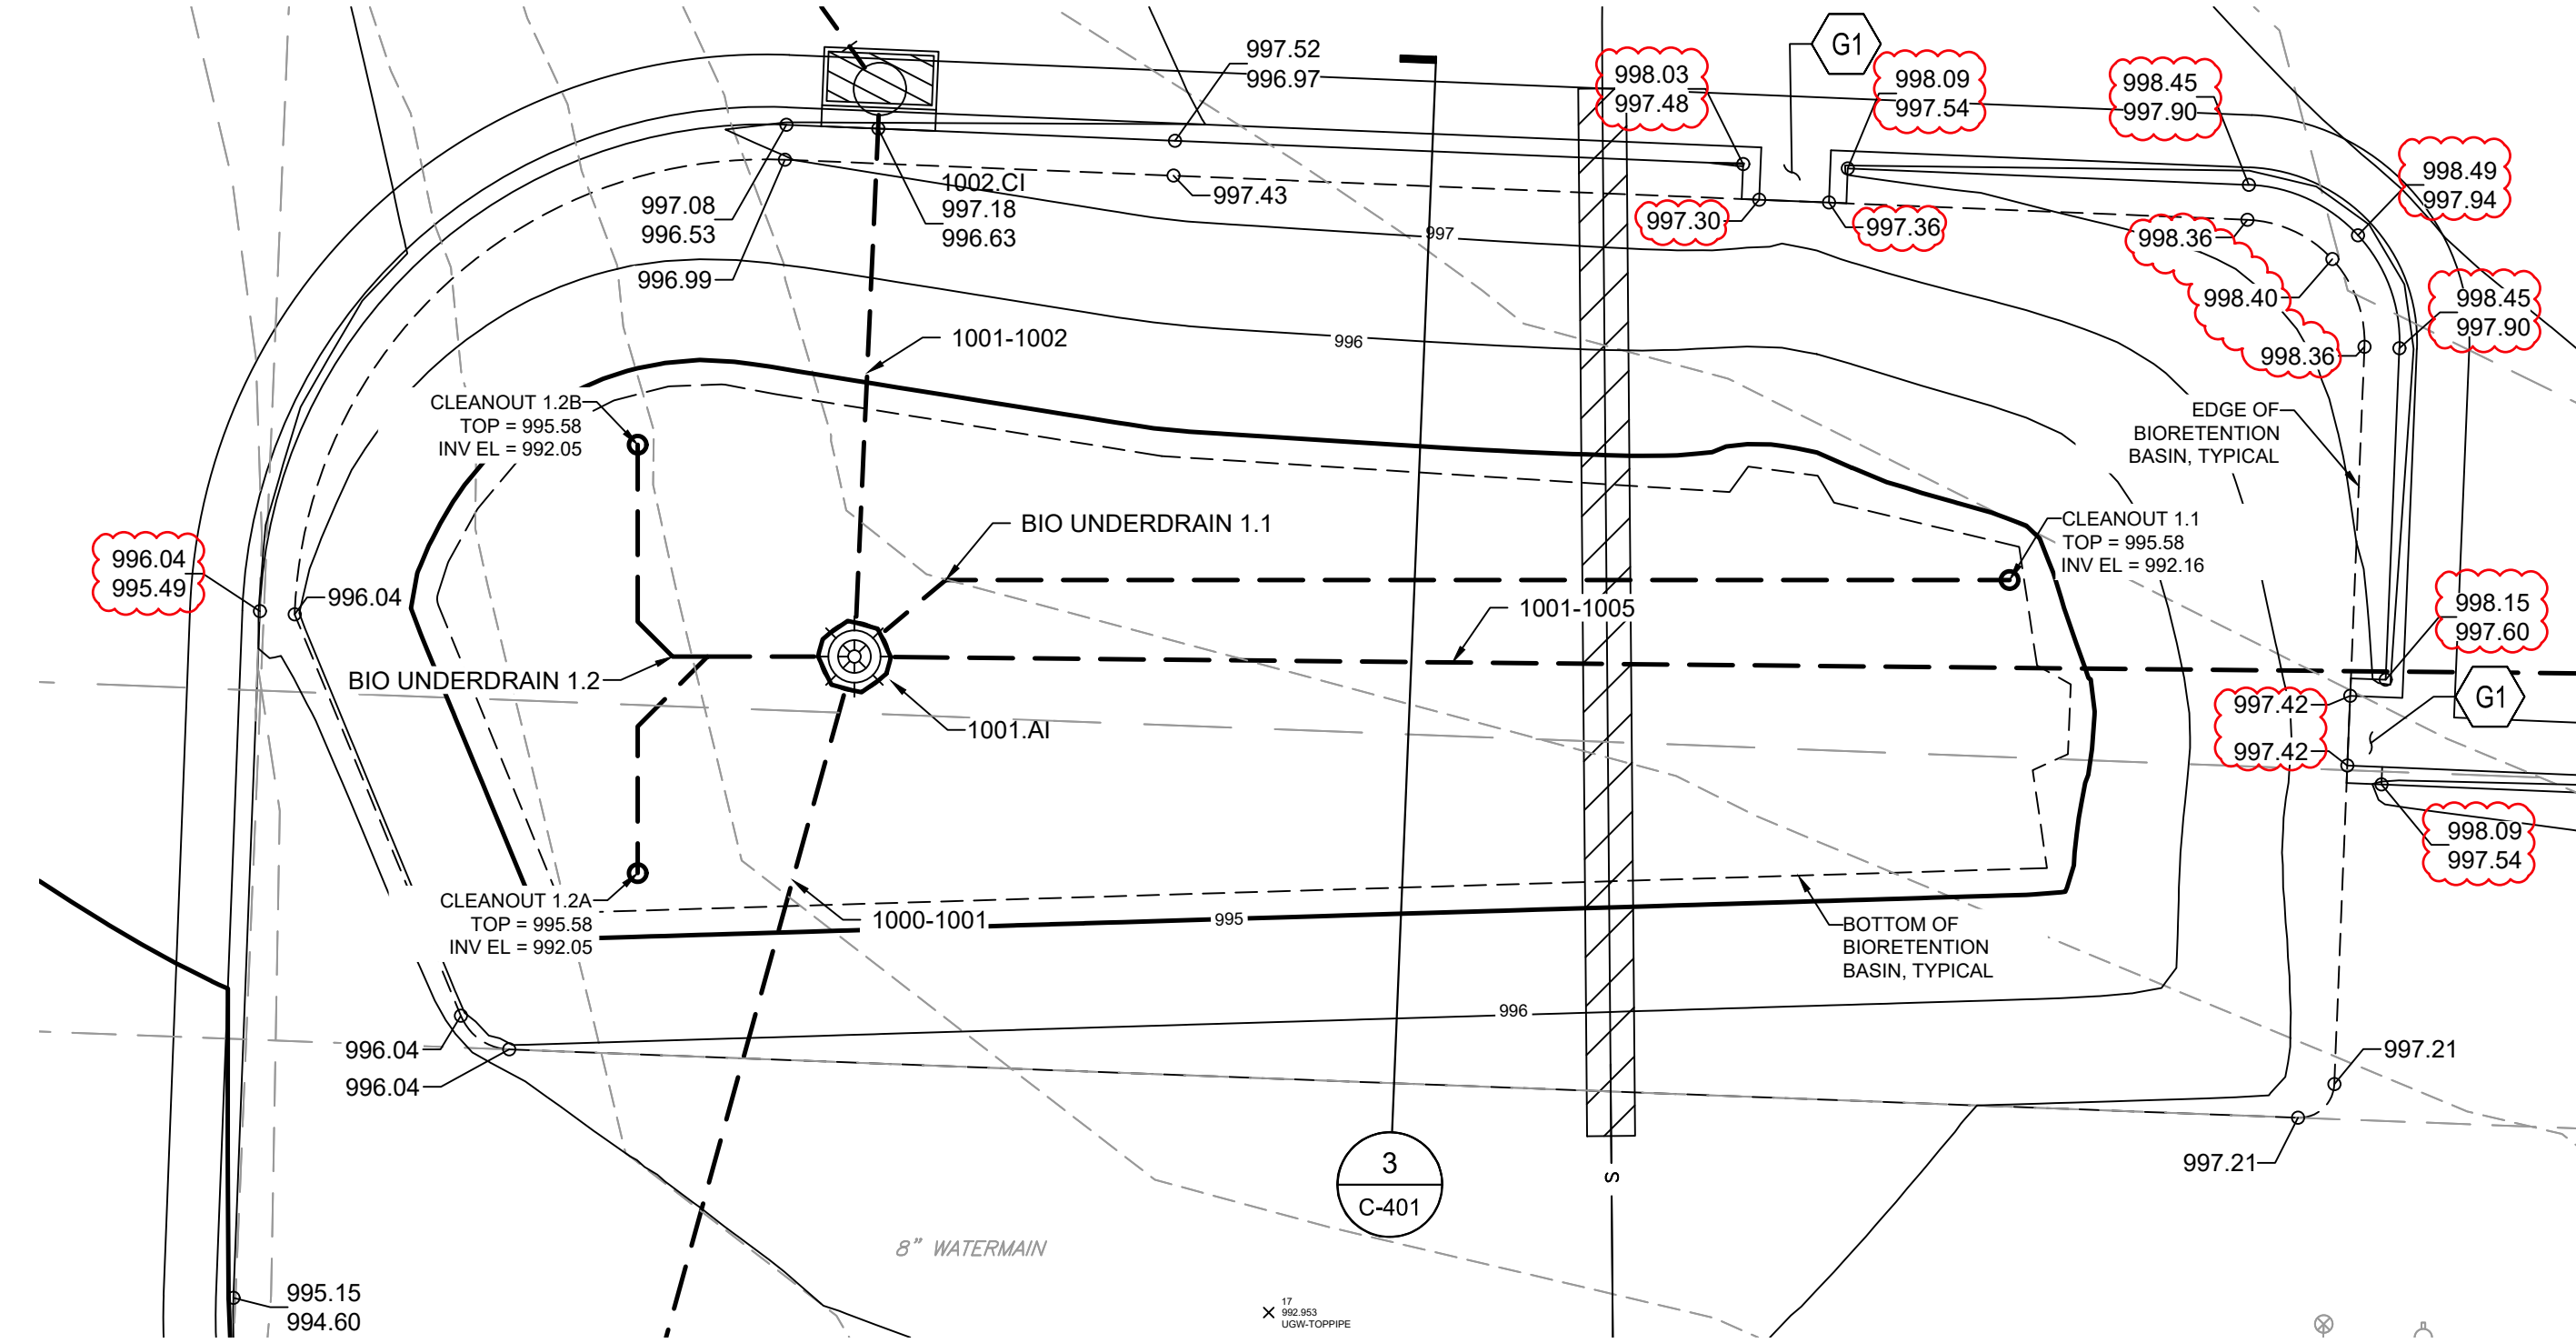 G1
997.52
996.97
998.03
997.48
998.09
997.54
998.45
997.90
998.49
997.94
1002.CI
997.18
996.63
997.43
997.08
996.53
997.30
997.36
998.36
997
996.99
998.40
998.45
997.90
1001-1002
996
998.36
CLEANOUT 1.2B
TOP = 995.58
INV EL = 992.05
EDGE OF
BIORETENTION
BASIN, TYPICAL
BIO UNDERDRAIN 1.1
CLEANOUT 1.1
TOP = 995.58
INV EL = 992.16
996.04
995.49
996.04
1001-1005
998.15
997.60
BIO UNDERDRAIN 1.2
1001.AI
997.42
G1
997.42
998.09
997.54
CLEANOUT 1.2A
TOP = 995.58
INV EL = 992.05
1000-1001
995
BOTTOM OF
BIORETENTION
BASIN, TYPICAL
996
996.04
996.04
997.21
997.21
3
C-401
S
8" WATERMAIN
995.15
994.60
17
992.953
UGW-TOPPIPE